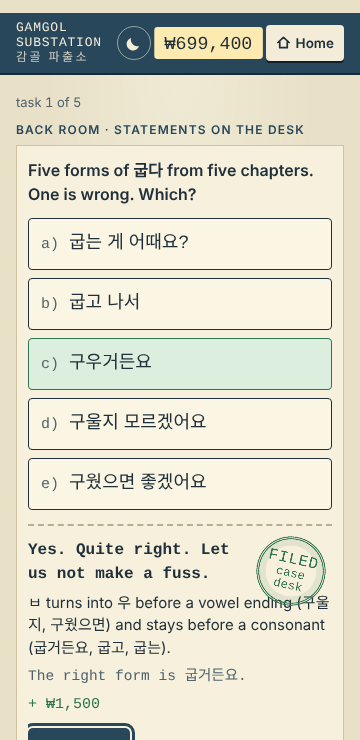 GAMGOL
SUBSTATION
감골 파출소
₩699,400
Home
task 1 of 5
BACK ROOM · STATEMENTS ON THE DESK
Five forms of 굽다 from five chapters.
One is wrong. Which?
a) 굽는 게 어때요?
b) 굽고 나서
c) 구우거든요
d) 구울지 모르겠어요
e) 구웠으면 좋겠어요
Yes. Quite right. Let
us not make a fuss.
FILED
case
desk
ㅂ turns into 우 before a vowel ending (구울
지, 구웠으면) and stays before a consonant
(굽거든요, 굽고, 굽는).
The right form is 굽거든요.
+ ₩1,500